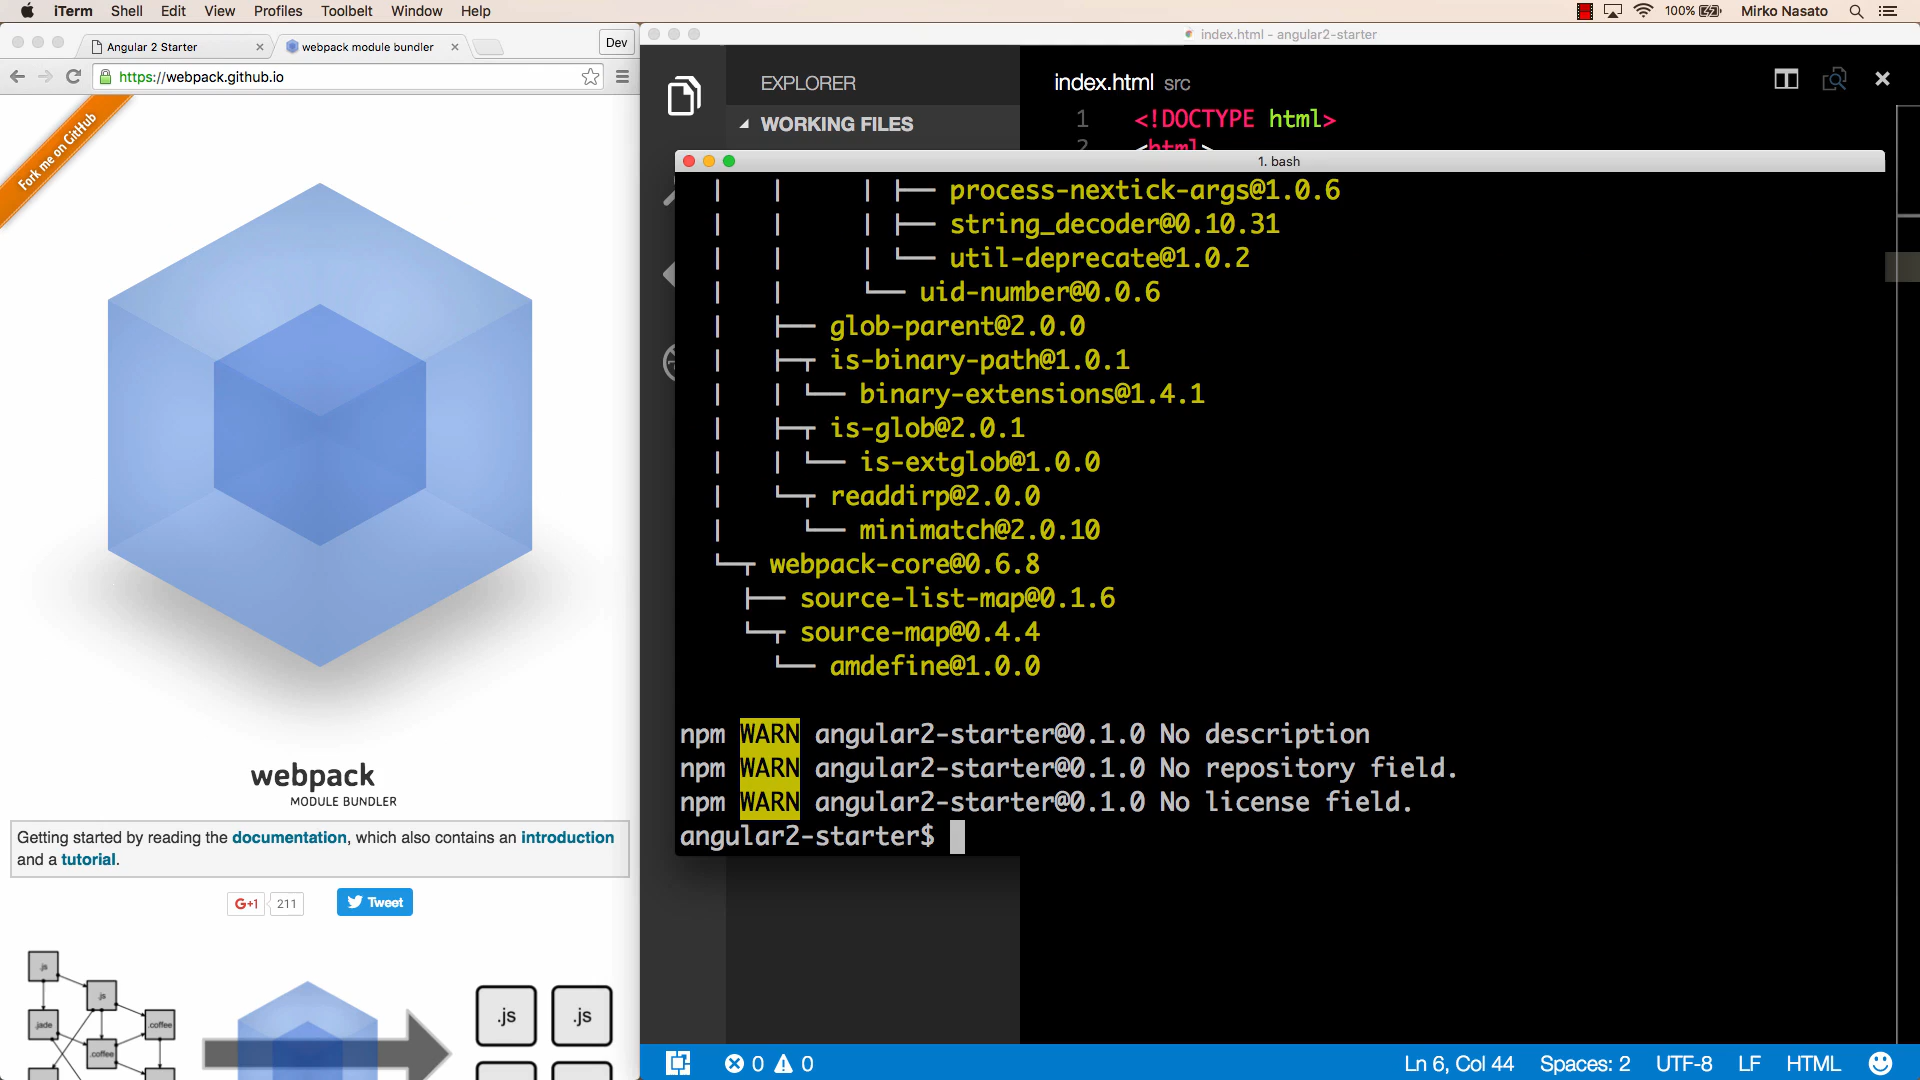 iTerm Shell Edit View Profiles Toolbelt Window Help
100% Mirko Nasato
Angular 2 Starter
webpack module bundler
Dev
https://webpack.github.io
Fork me on GitHub
webpack
MODULE BUNDLER
Getting started by reading the documentation, which also contains an introduction
and a tutorial.
G+1 211
Tweet
.js
.js
.jade
.coffee
.coffee
.js
.js
index.html - angular2-starter
EXPLORER
WORKING FILES
index.html src
1 <!DOCTYPE html>
2 <html>
1. bash
process-nextick-args@1.0.6
string_decoder@0.10.31
util-deprecate@1.0.2
uid-number@0.0.6
glob-parent@2.0.0
is-binary-path@1.0.1
binary-extensions@1.4.1
is-glob@2.0.1
is-extglob@1.0.0
readdirp@2.0.0
minimatch@2.0.10
webpack-core@0.6.8
source-list-map@0.1.6
source-map@0.4.4
amdefine@1.0.0
npm WARN angular2-starter@0.1.0 No description
npm WARN angular2-starter@0.1.0 No repository field.
npm WARN angular2-starter@0.1.0 No license field.
angular2-starter$
0 0
Ln 6, Col 44 Spaces: 2 UTF-8 LF HTML